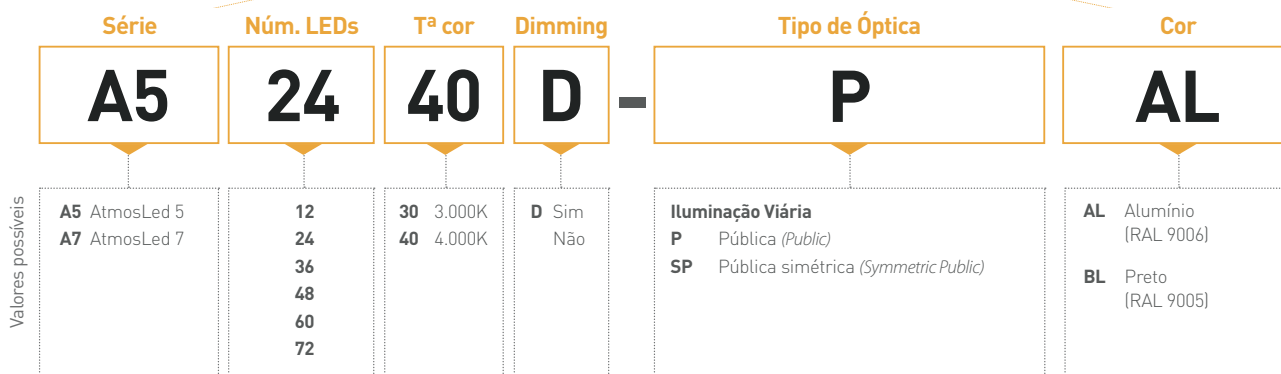 Série Núm. LEDs Tª cor Dimming Tipo de Óptica Cor
A5 24 40 D - P AL
Valores possíveis
A5 AtmosLed 5
A7 AtmosLed 7
12
24
36
48
60
72
30 3.000K
40 4.000K
D Sim
Não
Iluminação Viária
P Pública (Public)
SP Pública simétrica (Symmetric Public)
AL Alumínio
(RAL 9006)
BL Preto
(RAL 9005)